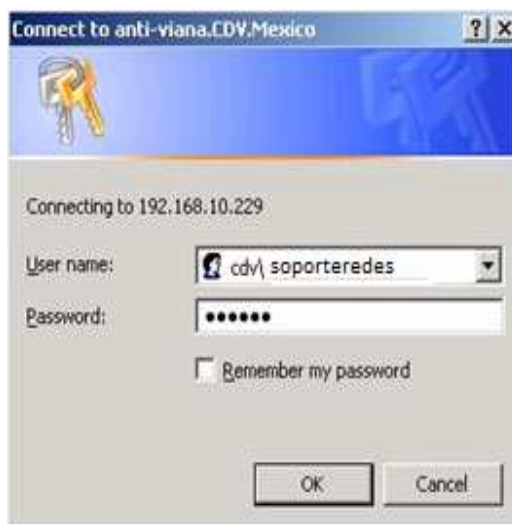 Connect to anti-viana.CDV.Mexico
Connecting to 192.168.10.229
User name: cdv\ soporteredes
Password: ●●●●●●
Remember my password
OK Cancel